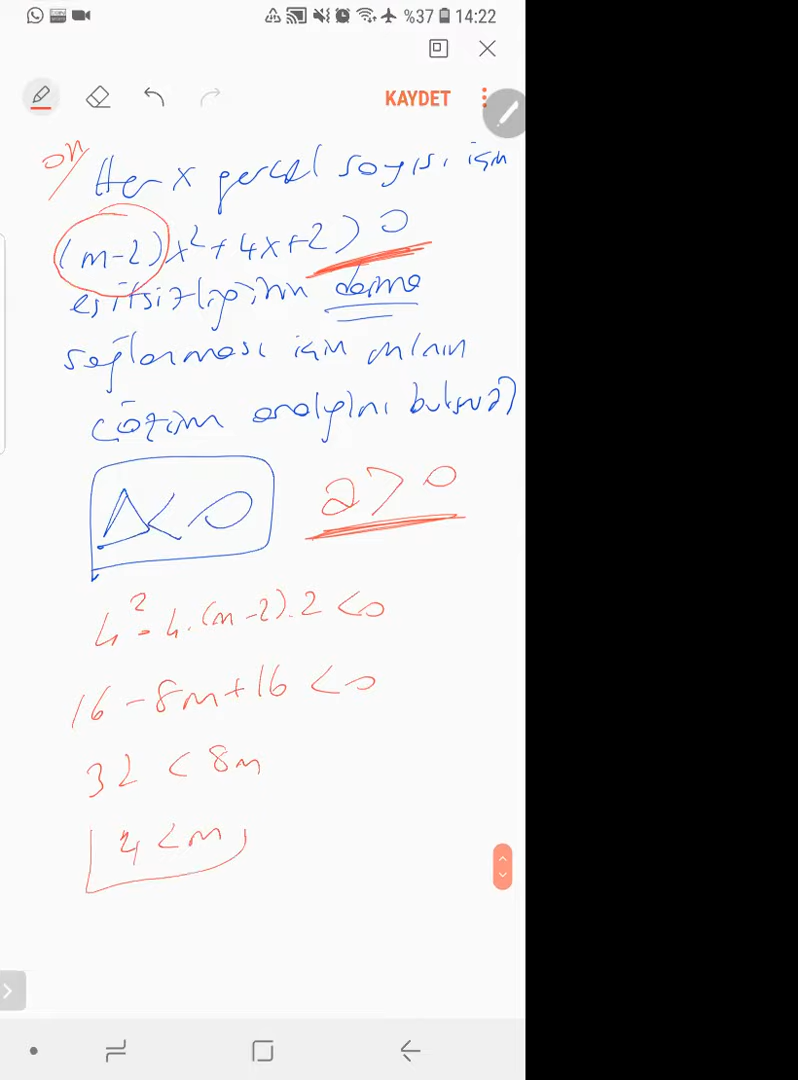 %37 14:22
KAYDET
ör/ Her x gerçel sayısı için
(m-2)x²+4x+2>0
eşitsizliğinin daima
sağlanması için m'nin
çözüm aralığını bulunuz?
Δ<0 a>0
4²-4.(m-2).2<0
16-8m+16<0
32<8m
4<m